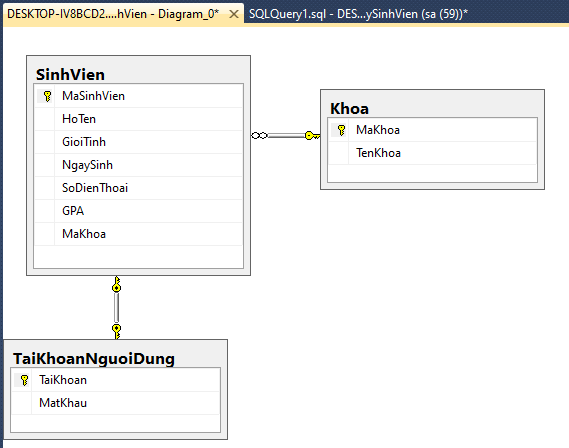 DESKTOP-IV8BCD2....hVien - Diagram_0*
SQLQuery1.sql - DES...ySinhVien (sa (59))*
SinhVien
MaSinhVien
HoTen
GioiTinh
NgaySinh
SoDienThoai
GPA
MaKhoa
Khoa
MaKhoa
TenKhoa
TaiKhoanNguoiDung
TaiKhoan
MatKhau